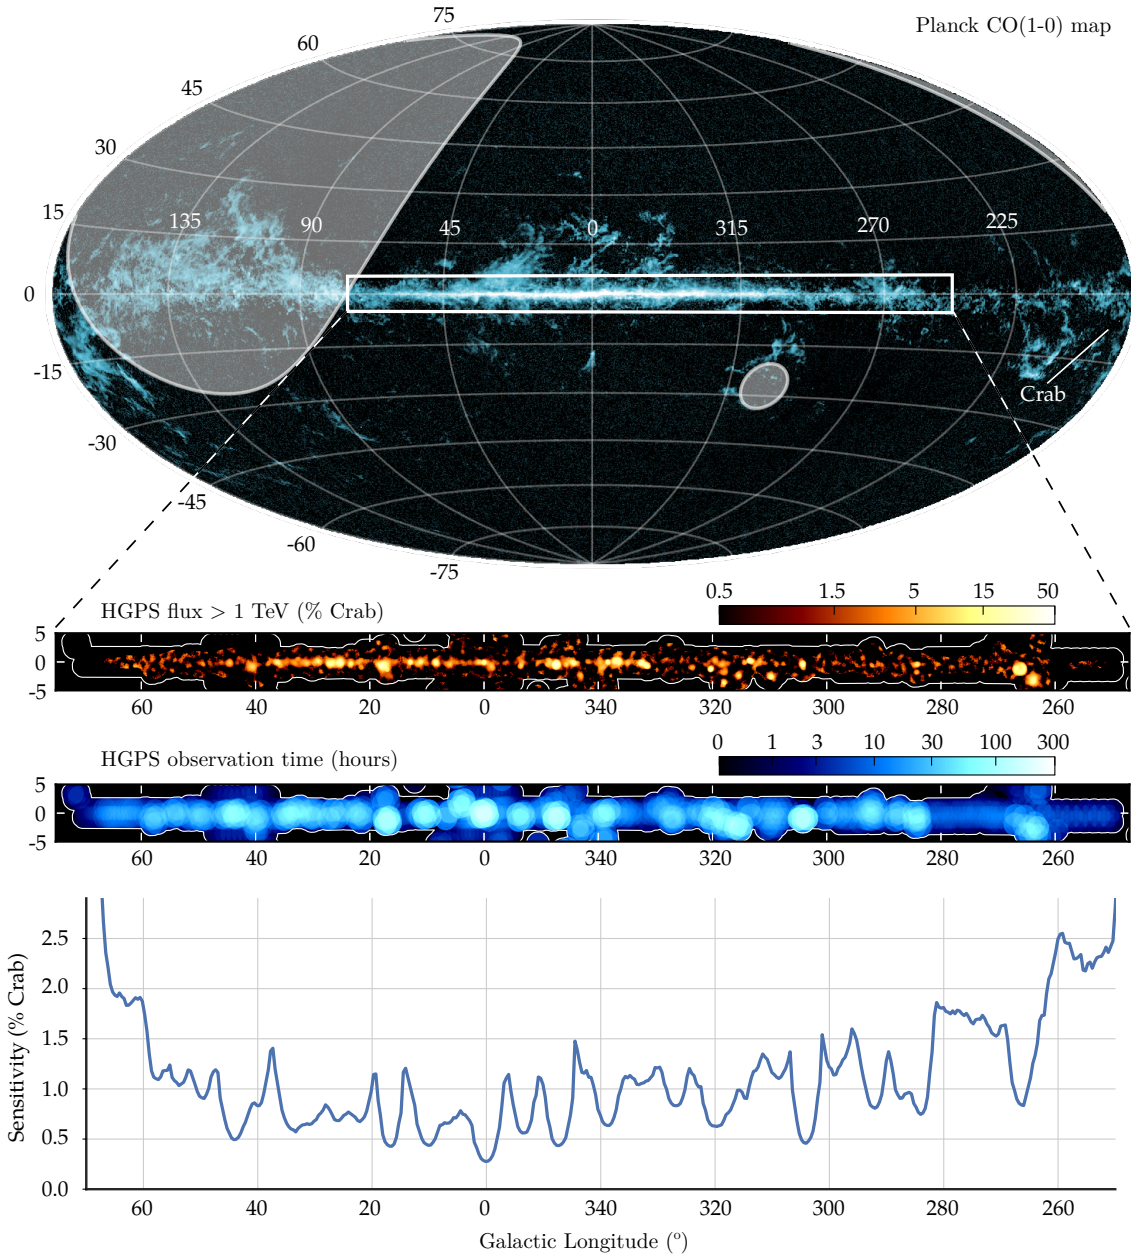 75
Planck CO(1-0) map
60
45
30
15
135 90 45 0 315 270 225
0
-15
Crab
-30
-45
-60
-75
0.5 1.5 5 15 50
HGPS flux > 1 TeV (% Crab)
5
0
-5
60 40 20 0 340 320 300 280 260
0 1 3 10 30 100 300
HGPS observation time (hours)
5
0
-5
60 40 20 0 340 320 300 280 260
Sensitivity (% Crab)
2.5
2.0
1.5
1.0
0.5
0.0
60 40 20 0 340 320 300 280 260
Galactic Longitude (°)